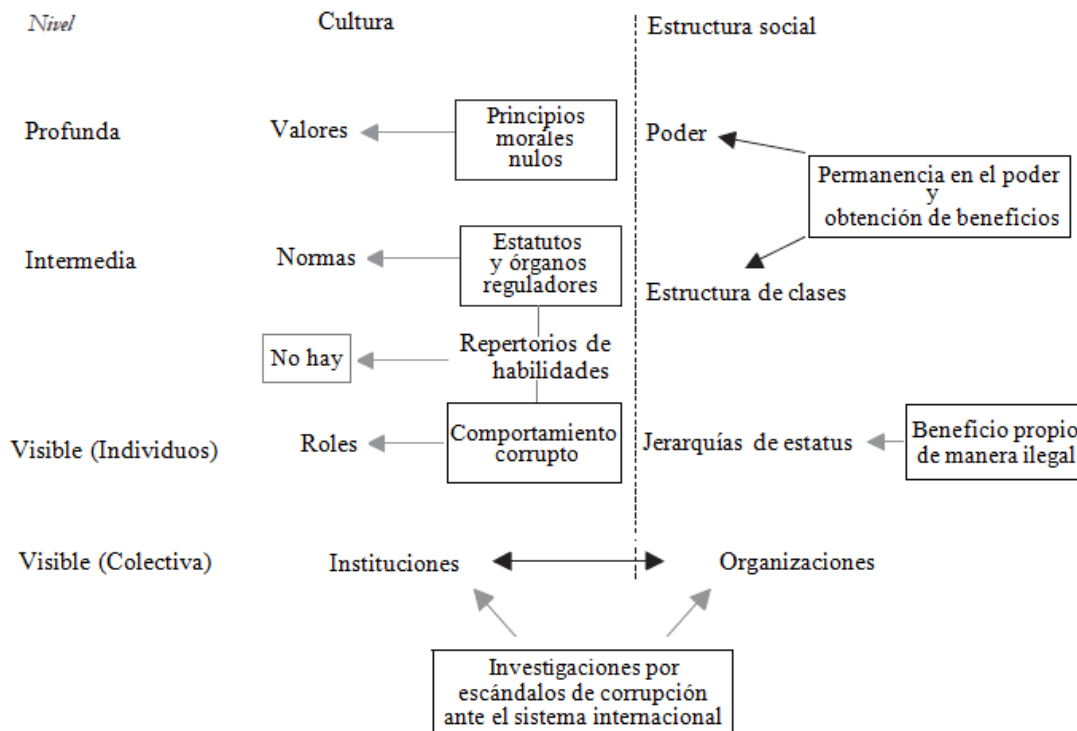 Nivel
Cultura
Estructura social
Profunda
Valores
Principios
morales
nulos
Poder
Permanencia en el poder
y
obtención de beneficios
Intermedia
Normas
Estatutos
y órganos
reguladores
Estructura de clases
No hay
Repertorios de
habilidades
Visible (Individuos)
Roles
Comportamiento
corrupto
Jerarquías de estatus
Beneficio propio
de manera ilegal
Visible (Colectiva)
Instituciones
Organizaciones
Investigaciones por
escándalos de corrupción
ante el sistema internacional